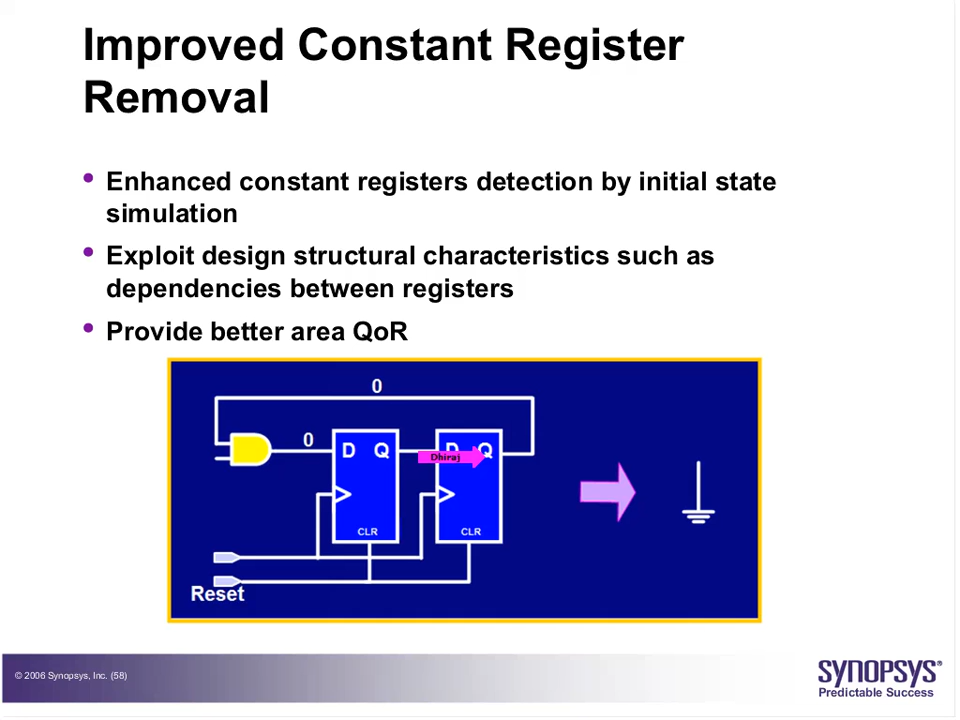 Improved Constant Register
Removal
• Enhanced constant registers detection by initial state
simulation
• Exploit design structural characteristics such as
dependencies between registers
• Provide better area QoR
0
0
D Q
D Q
Dhiraj
CLR
CLR
Reset
© 2006 Synopsys, Inc. (58)
SYNOPSYS®
Predictable Success